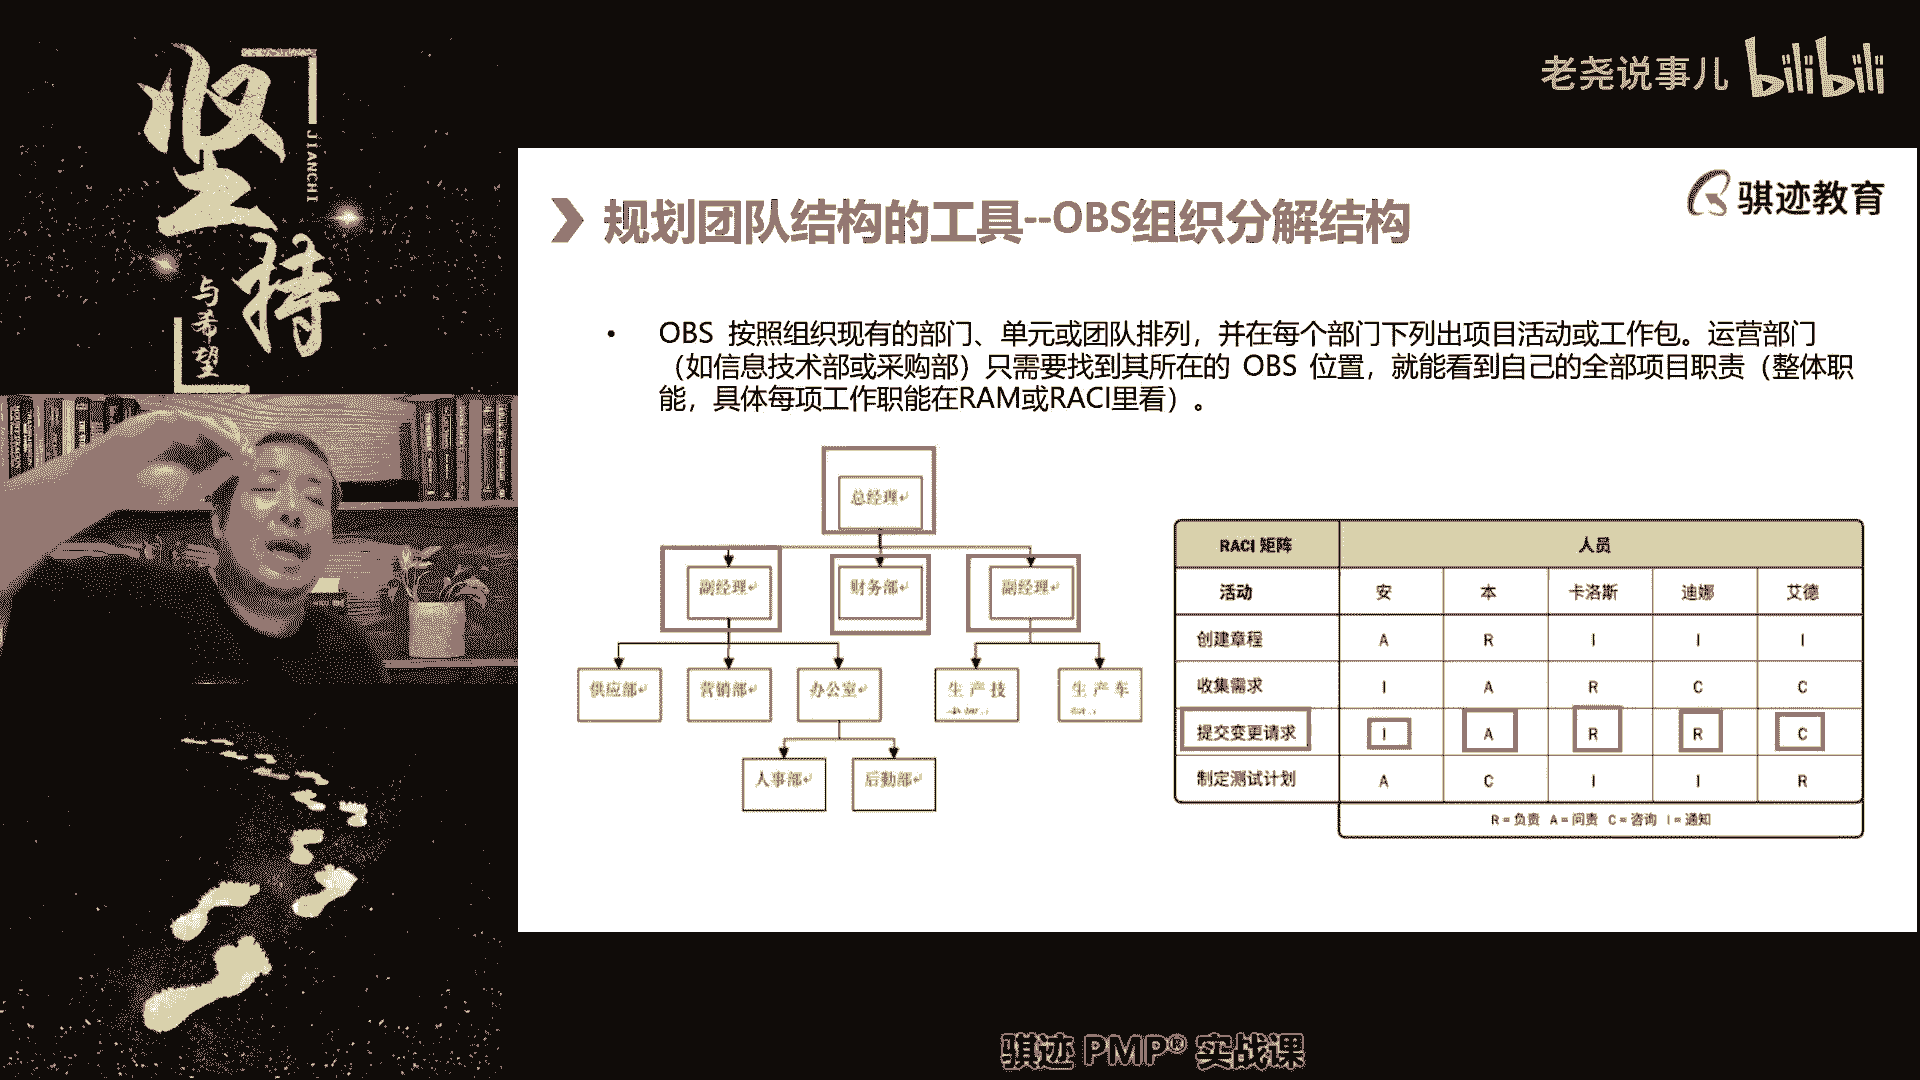 坚持
JIANCHI
与希望
老尧说事儿 bilibili
骐迹教育
规划团队结构的工具--OBS组织分解结构
• OBS 按照组织现有的部门、单元或团队排列，并在每个部门下列出项目活动或工作包。运营部门
（如信息技术部或采购部）只需要找到其所在的 OBS 位置，就能看到自己的全部项目职责（整体职
能，具体每项工作职能在RAM或RACI里看）。
总经理
副经理 财务部 副经理
供应部 营销部 办公室 生产技 生产车
人事部 后勤部
RACI 矩阵 人员
活动 安 本 卡洛斯 迪娜 艾德
创建章程 A R I I I
收集需求 I A R C C
提交变更请求 I A R R C
制定测试计划 A C I I R
R = 负责 A = 问责 C = 咨询 I = 通知
骐迹 PMP® 实战课